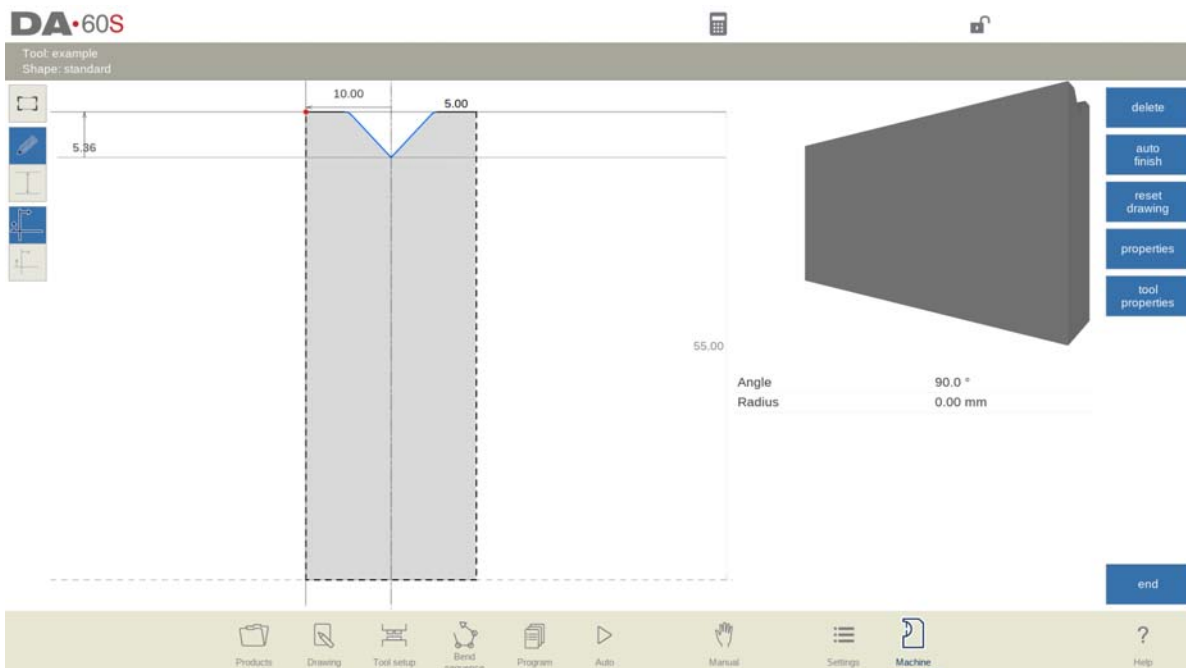 DA•60S
Tool: example
Shape: standard
10.00
5.00
5.36
55.00
delete
auto
finish
reset
drawing
properties
tool
properties
Angle 90.0 °
Radius 0.00 mm
end
Products
Drawing
Tool setup
Bend
Program
Auto
Manual
Settings
Machine
?
Help